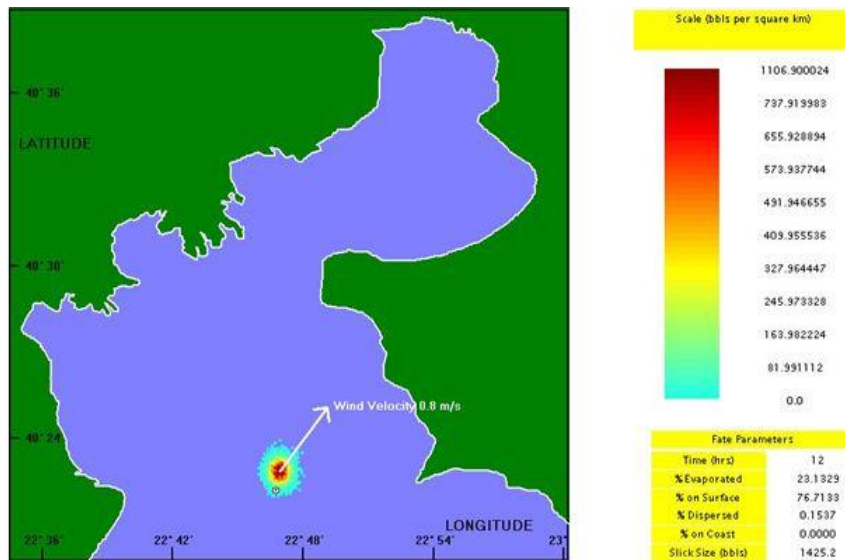 40° 36'
LATITUDE
40° 30'
Wind Velocity 0.8 m/s
40° 24'
LONGITUDE
22° 36'
22° 42'
22° 48'
22° 54'
23°
Scale (bbls per square km)
1106.900024
737.919983
655.928894
573.937744
491.946655
409.955536
327.964447
245.973328
163.982224
81.991112
0.0
Fate Parameters
Time (hrs) 12
% Evaporated 23.1329
% on Surface 76.7133
% Dispersed 0.1537
% on Coast 0.0000
Slick Size (bbls) 1425.2